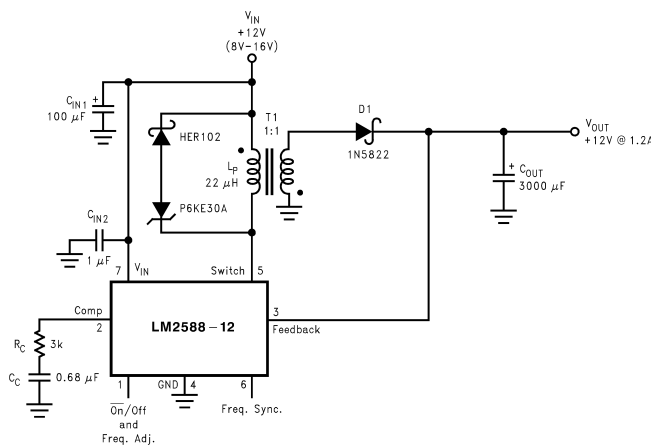 V_IN
+12V
(8V-16V)
C_IN1
+
100 μF
HER102
T1
1:1
D1
1N5822
V_OUT
+12V @ 1.2A
L_P
22 μH
+
C_OUT
3000 μF
P6KE30A
C_IN2
1 μF
7
V_IN
Switch
5
Comp
2
LM2588-12
3
Feedback
R_C
3k
C_C
0.68 μF
1
GND
4
6
On/Off
and
Freq. Adj.
Freq. Sync.